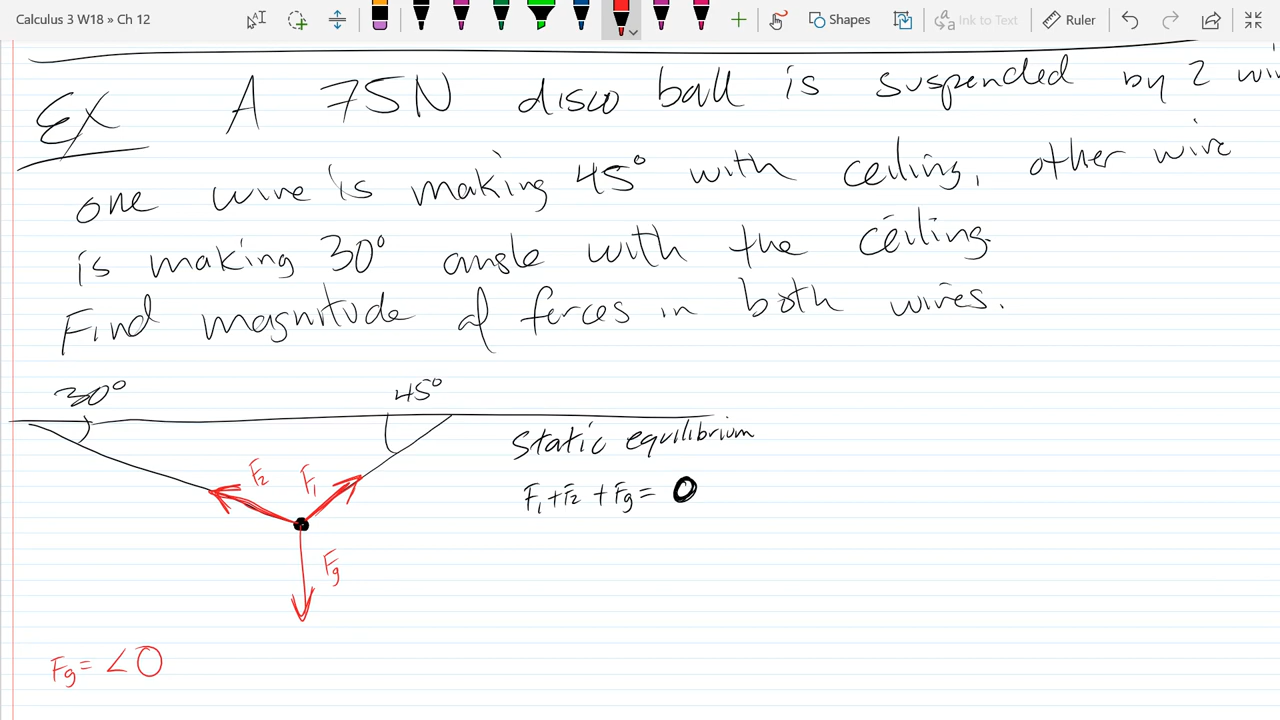 Calculus 3 W18 » Ch 12
Shapes
Ink to Text
Ruler
Ex A 75N disco ball is suspended by 2 wi
one wire is making 45° with ceiling, other wire
is making 30° angle with the ceiling.
Find magnitude of forces in both wires.
30° 45°
Static equilibrium
F₁ + F₂ + Fg = 0
F₂ F₁
Fg
Fg = < 0